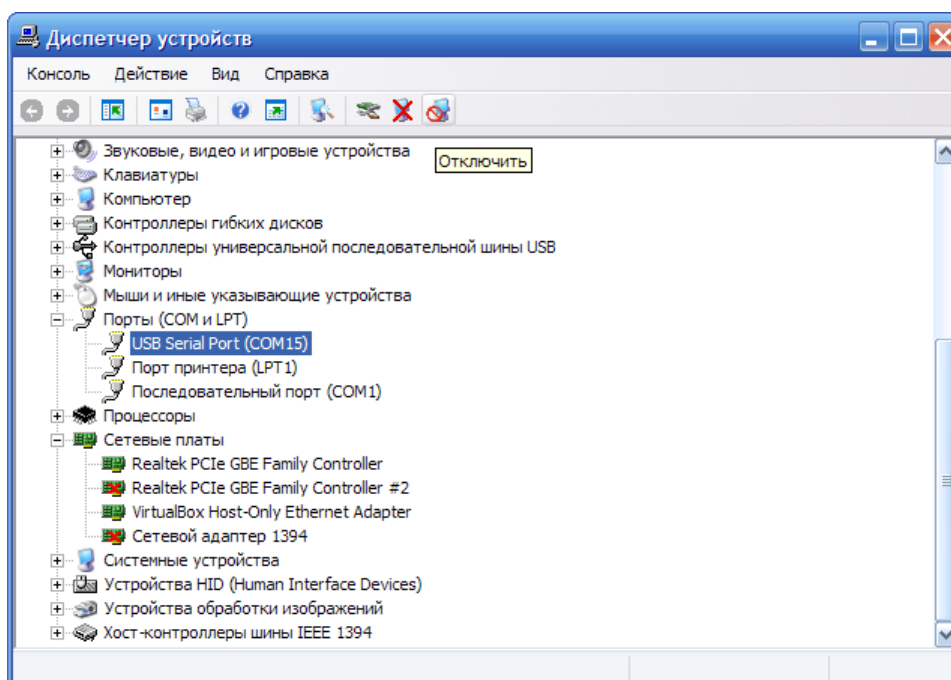 Диспетчер устройств
Консоль Действие Вид Справка
Отключить
Звуковые, видео и игровые устройства
Клавиатуры
Компьютер
Контроллеры гибких дисков
Контроллеры универсальной последовательной шины USB
Мониторы
Мыши и иные указывающие устройства
Порты (COM и LPT)
USB Serial Port (COM15)
Порт принтера (LPT1)
Последовательный порт (COM1)
Процессоры
Сетевые платы
Realtek PCIe GBE Family Controller
Realtek PCIe GBE Family Controller #2
VirtualBox Host-Only Ethernet Adapter
Сетевой адаптер 1394
Системные устройства
Устройства HID (Human Interface Devices)
Устройства обработки изображений
Хост-контроллеры шины IEEE 1394